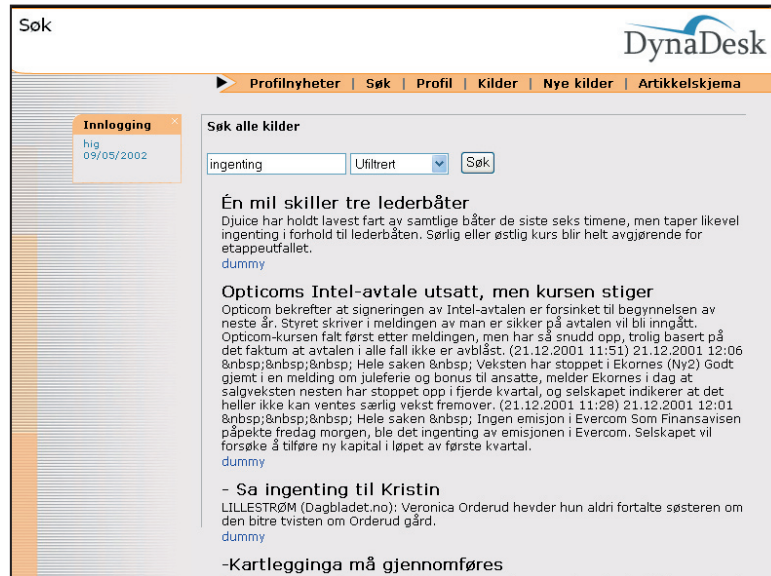 Søk
DynaDesk
Profilnyheter | Søk | Profil | Kilder | Nye kilder | Artikkelskjema
Innlogging ×
hig
09/05/2002
Søk alle kilder
ingenting Ufiltrert Søk
Én mil skiller tre lederbåter
Djuice har holdt lavest fart av samtlige båter de siste seks timene, men taper likevel
ingenting i forhold til lederbåten. Sørlig eller østlig kurs blir helt avgjørende for
etappeutfallet.
dummy
Opticoms Intel-avtale utsatt, men kursen stiger
Opticom bekrefter at signeringen av Intel-avtalen er forsinket til begynnelsen av
neste år. Styret skriver i meldingen av man er sikker på avtalen vil bli inngått.
Opticom-kursen falt først etter meldingen, men har så snudd opp, trolig basert på
det faktum at avtalen i alle fall ikke er avblåst. (21.12.2001 11:51) 21.12.2001 12:06
&nbsp;&nbsp;&nbsp; Hele saken &nbsp; Veksten har stoppet i Ekornes (Ny2) Godt
gjemt i en melding om juleferie og bonus til ansatte, melder Ekornes i dag at
salgveksten nesten har stoppet opp i fjerde kvartal, og selskapet indikerer at det
heller ikke kan ventes særlig vekst fremover. (21.12.2001 11:28) 21.12.2001 12:01
&nbsp;&nbsp;&nbsp; Hele saken &nbsp; Ingen emisjon i Evercom Som Finansavisen
påpekte fredag morgen, ble det ingenting av emisjonen i Evercom. Selskapet vil
forsøke å tilføre ny kapital i løpet av første kvartal.
dummy
- Sa ingenting til Kristin
LILLESTRØM (Dagbladet.no): Veronica Orderud hevder hun aldri fortalte søsteren om
den bitre tvisten om Orderud gård.
dummy
-Kartlegginga må gjennomføres